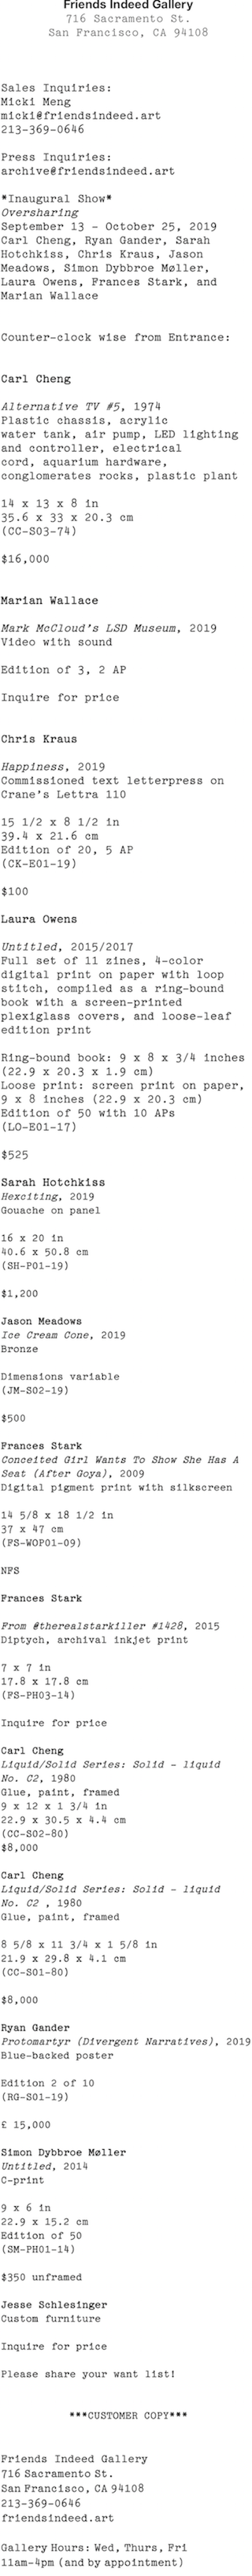 Friends Indeed Gallery
716 Sacramento St.
San Francisco, CA 94108
Sales Inquiries:
Micki Meng
micki@friendsindeed.art
213-369-0646
Press Inquiries:
archive@friendsindeed.art
*Inaugural Show*
Oversharing
September 13 - October 25, 2019
Carl Cheng, Ryan Gander, Sarah
Hotchkiss, Chris Kraus, Jason
Meadows, Simon Dybbroe Møller,
Laura Owens, Frances Stark, and
Marian Wallace
Counter-clock wise from Entrance:
Carl Cheng
Alternative TV #5, 1974
Plastic chassis, acrylic
water tank, air pump, LED lighting
and controller, electrical
cord, aquarium hardware,
conglomerates rocks, plastic plant
14 x 13 x 8 in
35.6 x 33 x 20.3 cm
(CC-S03-74)
$16,000
Marian Wallace
Mark McCloud's LSD Museum, 2019
Video with sound
Edition of 3, 2 AP
Inquire for price
Chris Kraus
Happiness, 2019
Commissioned text letterpress on
Crane's Lettra 110
15 1/2 x 8 1/2 in
39.4 x 21.6 cm
Edition of 20, 5 AP
(CK-E01-19)
$100
Laura Owens
Untitled, 2015/2017
Full set of 11 zines, 4-color
digital print on paper with loop
stitch, compiled as a ring-bound
book with a screen-printed
plexiglass covers, and loose-leaf
edition print
Ring-bound book: 9 x 8 x 3/4 inches
(22.9 x 20.3 x 1.9 cm)
Loose print: screen print on paper,
9 x 8 inches (22.9 x 20.3 cm)
Edition of 50 with 10 APs
(LO-E01-17)
$525
Sarah Hotchkiss
Hexciting, 2019
Gouache on panel
16 x 20 in
40.6 x 50.8 cm
(SH-P01-19)
$1,200
Jason Meadows
Ice Cream Cone, 2019
Bronze
Dimensions variable
(JM-S02-19)
$500
Frances Stark
Conceited Girl Wants To Show She Has A
Seat (After Goya), 2009
Digital pigment print with silkscreen
14 5/8 x 18 1/2 in
37 x 47 cm
(FS-WOP01-09)
NFS
Frances Stark
From @therealstarkiller #1428, 2015
Diptych, archival inkjet print
7 x 7 in
17.8 x 17.8 cm
(FS-PH03-14)
Inquire for price
Carl Cheng
Liquid/Solid Series: Solid - liquid
No. C2, 1980
Glue, paint, framed
9 x 12 x 1 3/4 in
22.9 x 30.5 x 4.4 cm
(CC-S02-80)
$8,000
Carl Cheng
Liquid/Solid Series: Solid - liquid
No. C2 , 1980
Glue, paint, framed
8 5/8 x 11 3/4 x 1 5/8 in
21.9 x 29.8 x 4.1 cm
(CC-S01-80)
$8,000
Ryan Gander
Protomartyr (Divergent Narratives), 2019
Blue-backed poster
Edition 2 of 10
(RG-S01-19)
£ 15,000
Simon Dybbroe Møller
Untitled, 2014
C-print
9 x 6 in
22.9 x 15.2 cm
Edition of 50
(SM-PH01-14)
$350 unframed
Jesse Schlesinger
Custom furniture
Inquire for price
Please share your want list!
***CUSTOMER COPY***
Friends Indeed Gallery
716 Sacramento St.
San Francisco, CA 94108
213-369-0646
friendsindeed.art
Gallery Hours: Wed, Thurs, Fri
11am-4pm (and by appointment)